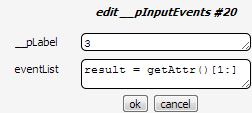 edit __pInputEvents #20
__pLabel 3
eventList result = getAttr()[1:]
ok cancel